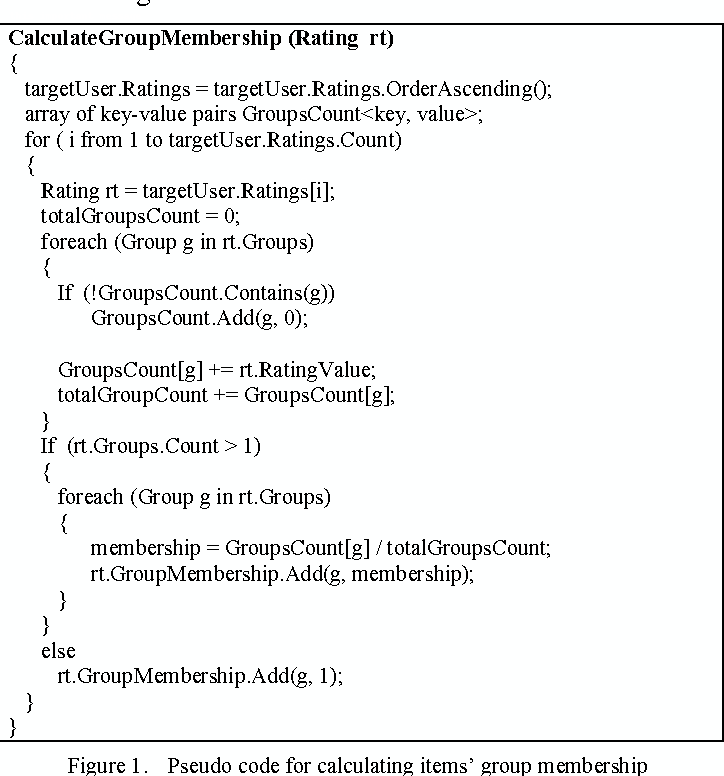 CalculateGroupMembership (Rating rt)
{
targetUser.Ratings = targetUser.Ratings.OrderAscending();
array of key-value pairs GroupsCount<key, value>;
for ( i from 1 to targetUser.Ratings.Count)
{
Rating rt = targetUser.Ratings[i];
totalGroupsCount = 0;
foreach (Group g in rt.Groups)
{
If (!GroupsCount.Contains(g))
GroupsCount.Add(g, 0);
GroupsCount[g] += rt.RatingValue;
totalGroupCount += GroupsCount[g];
}
If (rt.Groups.Count > 1)
{
foreach (Group g in rt.Groups)
{
membership = GroupsCount[g] / totalGroupsCount;
rt.GroupMembership.Add(g, membership);
}
}
else
rt.GroupMembership.Add(g, 1);
}
}
Figure 1. Pseudo code for calculating items' group membership